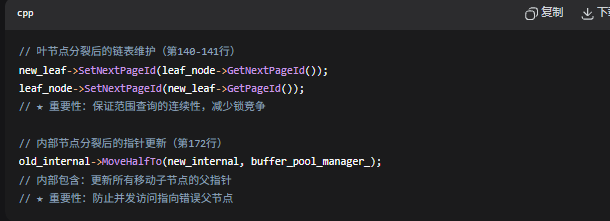 cpp
复制
下
// 叶节点分裂后的链表维护（第140-141行）
new_leaf->SetNextPageId(leaf_node->GetNextPageId());
leaf_node->SetNextPageId(new_leaf->GetPageId());
// ★ 重要性：保证范围查询的连续性，减少锁竞争
// 内部节点分裂后的指针更新（第172行）
old_internal->MoveHalfTo(new_internal, buffer_pool_manager_);
// 内部包含：更新所有移动子节点的父指针
// ★ 重要性：防止并发访问指向错误父节点